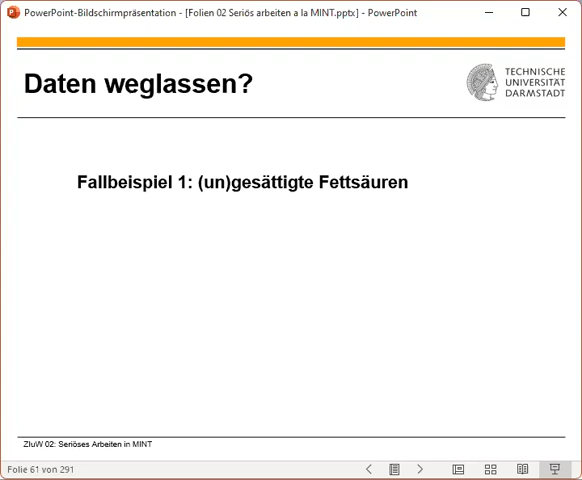 PowerPoint-Bildschirmpräsentation - [Folien 02 Seriös arbeiten a la MINT.pptx] - PowerPoint
Daten weglassen?
TECHNISCHE
UNIVERSITÄT
DARMSTADT
Fallbeispiel 1: (un)gesättigte Fettsäuren
ZIuW 02: Seriöses Arbeiten in MINT
Folie 61 von 291